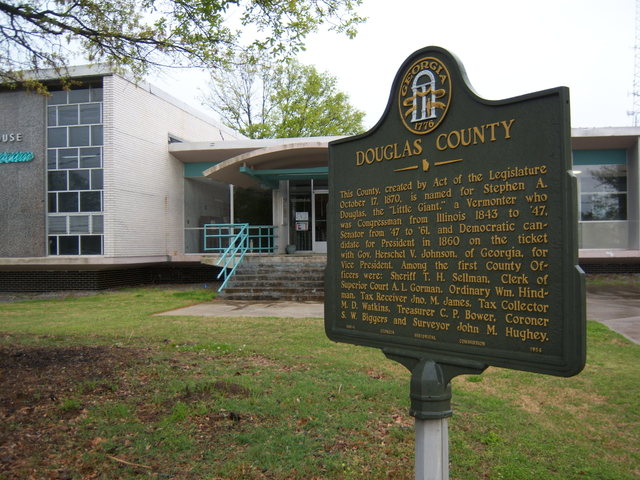 USE
GEORGIA
1776
DOUGLAS COUNTY
This County, created by Act of the Legislature
October 17, 1870, is named for Stephen A.
Douglas, the "Little Giant," a Vermonter who
was Congressman from Illinois 1843 to '47,
Senator from '47 to '61, and Democratic can-
didate for President in 1860 on the ticket
with Gov. Herschel V. Johnson, of Georgia, for
Vice President. Among the first County Of-
ficers were: Sheriff T. H. Sellman, Clerk of
Superior Court A. L. Gorman, Ordinary Wm. Hind-
man, Tax Receiver Jno. M. James, Tax Collector
M. D. Watkins, Treasurer C. P. Bower, Coroner
S. W. Biggers and Surveyor John M. Hughey.
GEORGIA HISTORICAL COMMISSION 1954